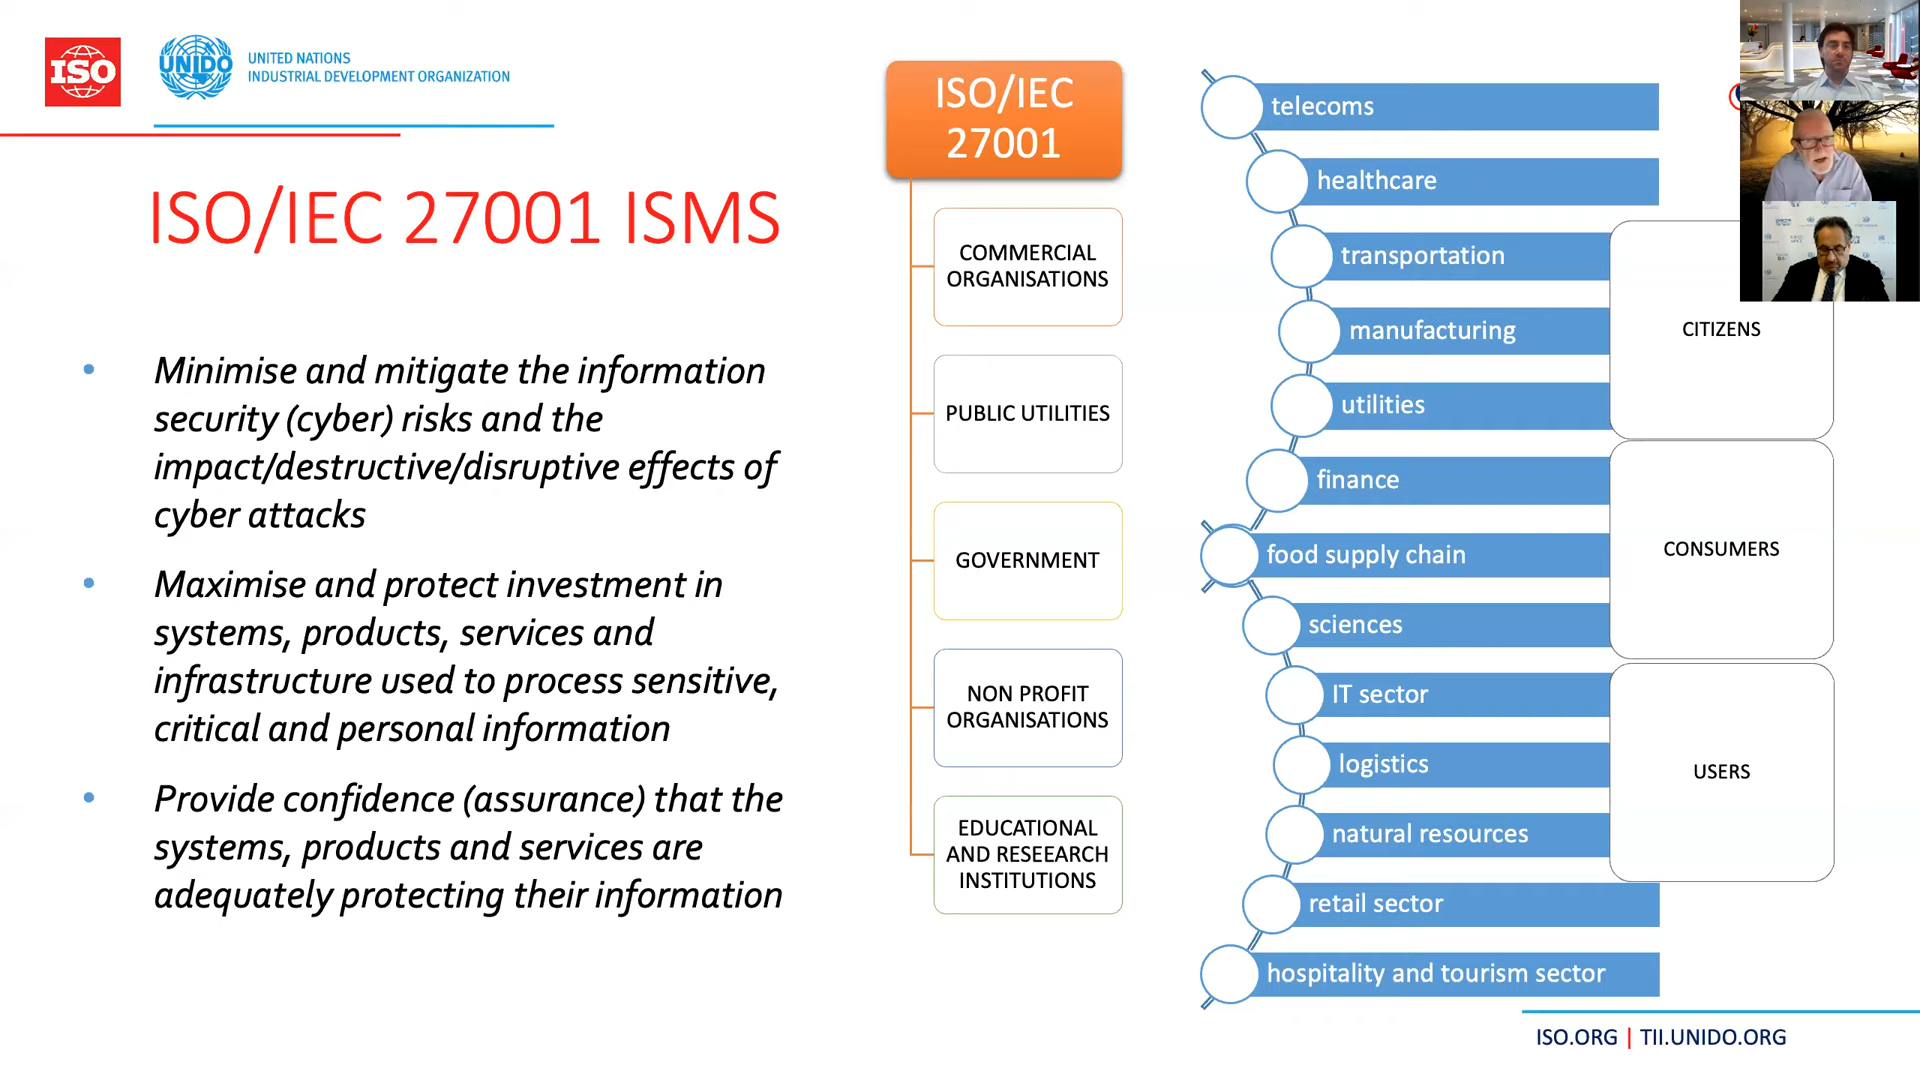 ISO
UNIDO
UNITED NATIONS
INDUSTRIAL DEVELOPMENT ORGANIZATION
ISO/IEC 27001 ISMS
• Minimise and mitigate the information
security (cyber) risks and the
impact/destructive/disruptive effects of
cyber attacks
• Maximise and protect investment in
systems, products, services and
infrastructure used to process sensitive,
critical and personal information
• Provide confidence (assurance) that the
systems, products and services are
adequately protecting their information
ISO/IEC
27001
COMMERCIAL
ORGANISATIONS
PUBLIC UTILITIES
GOVERNMENT
NON PROFIT
ORGANISATIONS
EDUCATIONAL
AND RESEEARCH
INSTITUTIONS
telecoms
healthcare
transportation
manufacturing
utilities
finance
food supply chain
sciences
IT sector
logistics
natural resources
retail sector
hospitality and tourism sector
CITIZENS
CONSUMERS
USERS
ISO.ORG | TII.UNIDO.ORG